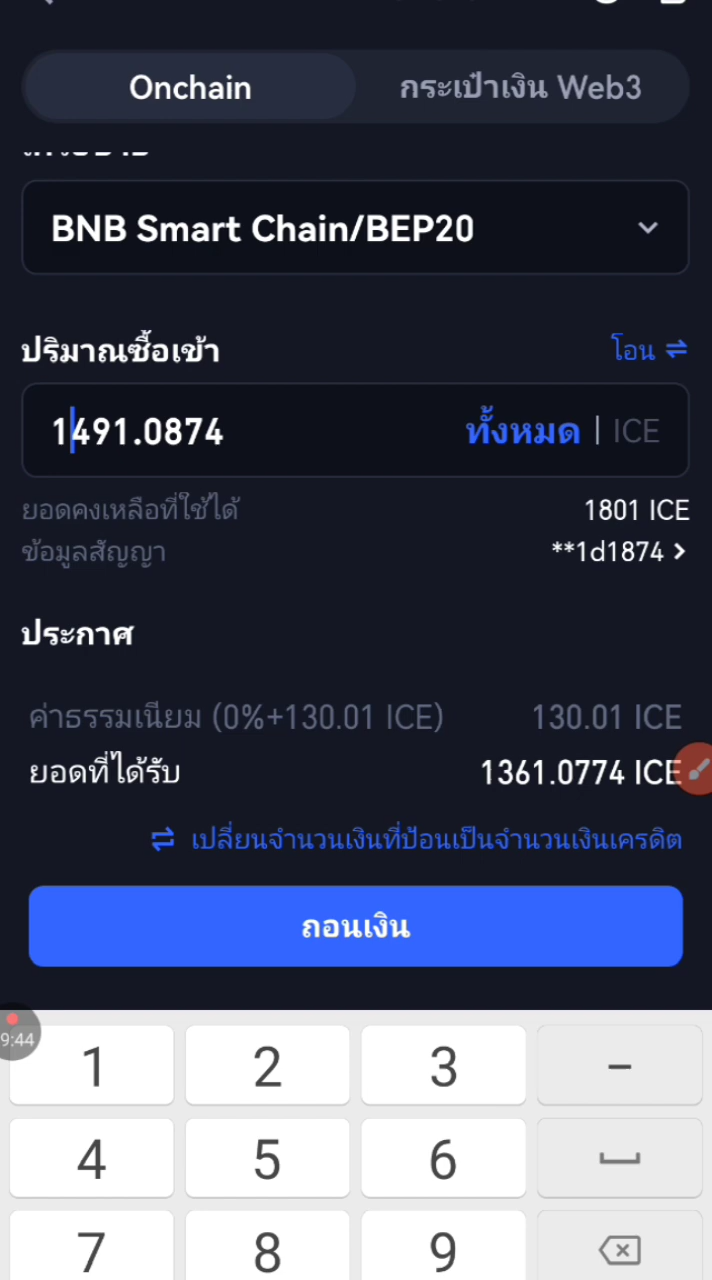 Onchain กระเป๋าเงิน Web3
BNB Smart Chain/BEP20
ปริมาณซื้อเข้า โอน
1491.0874 ทั้งหมด | ICE
ยอดคงเหลือที่ใช้ได้ 1801 ICE
ข้อมูลสัญญา **1d1874 >
ประกาศ
ค่าธรรมเนียม (0%+130.01 ICE) 130.01 ICE
ยอดที่ได้รับ 1361.0774 ICE
เปลี่ยนจำนวนเงินที่ป้อนเป็นจำนวนเงินเครดิต
ถอนเงิน
9:44
1 2 3 –
4 5 6
7 8 9